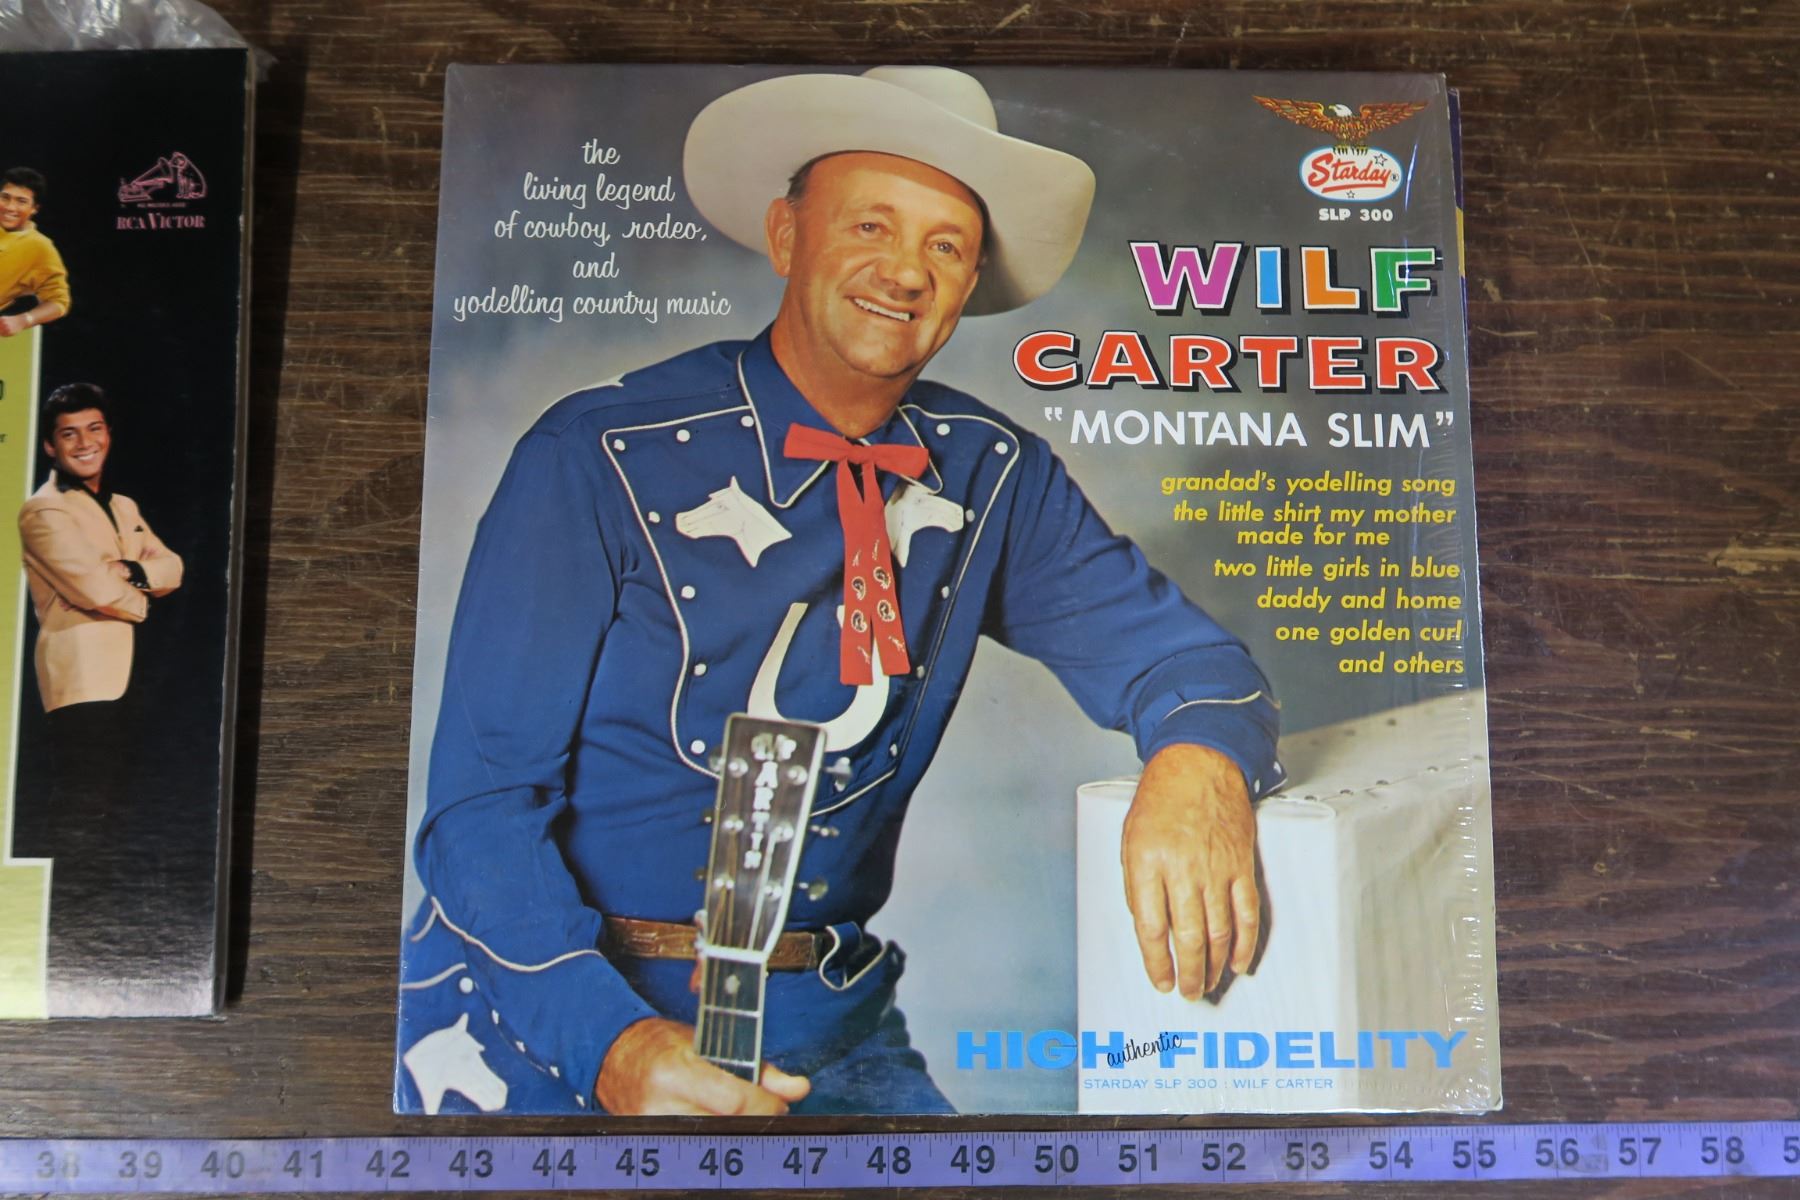 RCA VICTOR
the
living legend
of cowboy, rodeo,
and
yodelling country music
Starday
SLP 300
WILF
CARTER
"MONTANA SLIM"
grandad's yodelling song
the little shirt my mother
made for me
two little girls in blue
daddy and home
one golden curl
and others
MARTIN
HIGH authentic FIDELITY
STARDAY SLP 300 : WILF CARTER
38 39 40 41 42 43 44 45 46 47 48 49 50 51 52 53 54 55 56 57 58 5